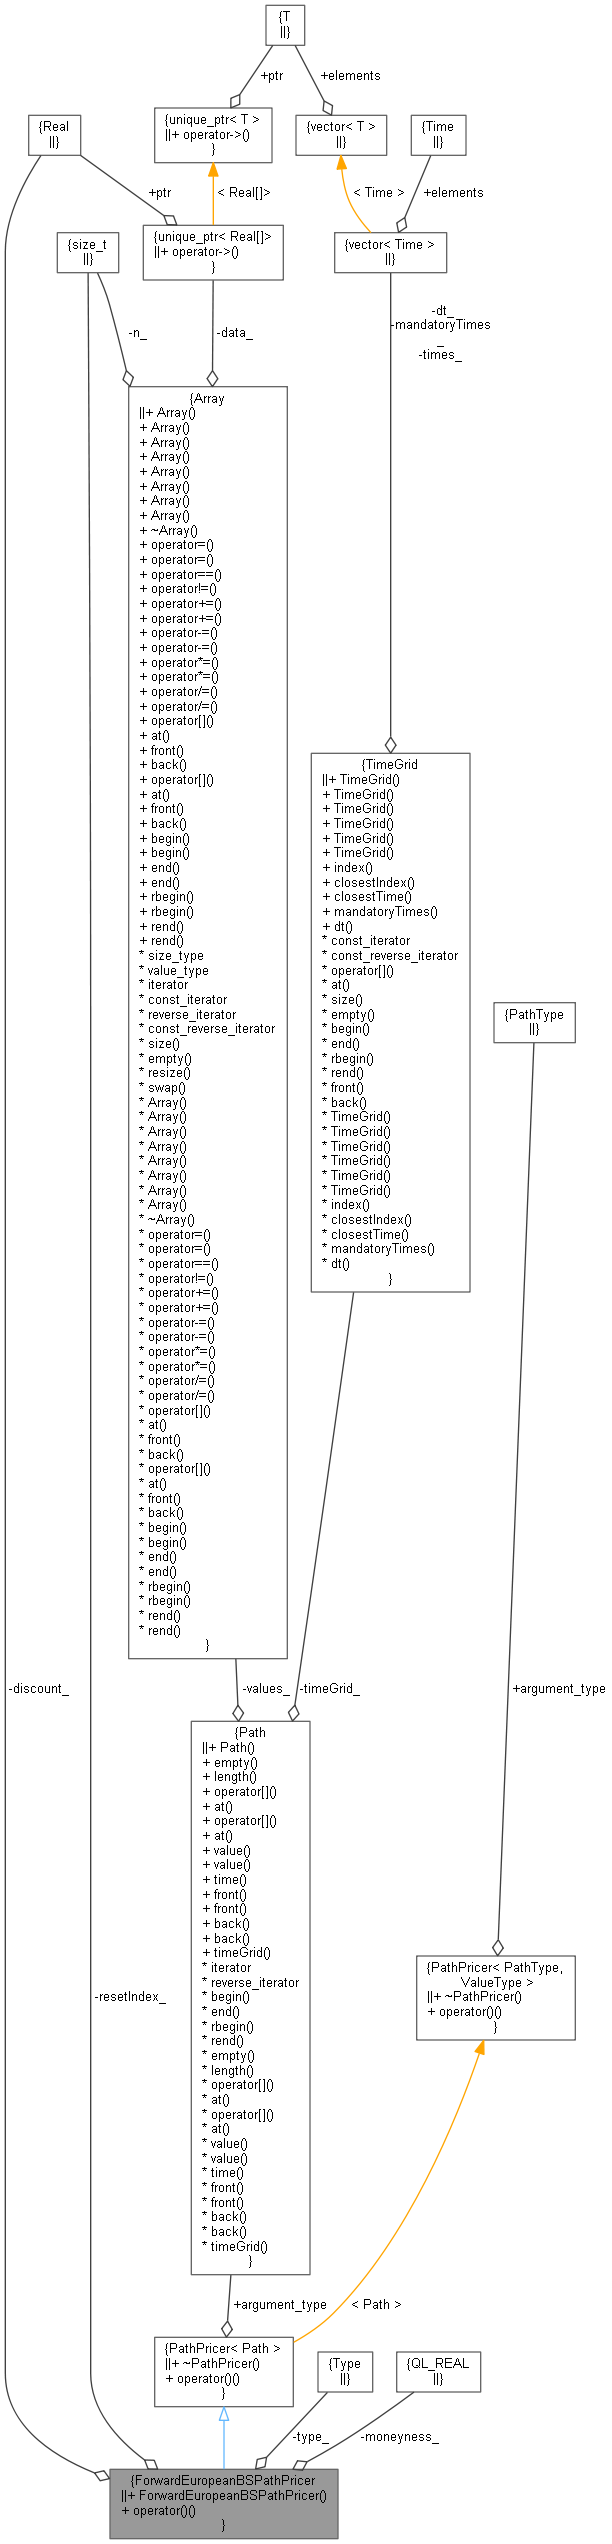 {T
||}
+ptr
+elements
{Real
||}
{unique_ptr< T >
||+ operator->()
}
{vector< T >
||}
{Time
||}
+ptr
< Real[]>
< Time >
+elements
{size_t
||}
{unique_ptr< Real[]>
||+ operator->()
}
{vector< Time >
||}
-n_
-data_
-dt_
-mandatoryTimes
_
-times_
{Array
||+ Array()
+ Array()
+ Array()
+ Array()
+ Array()
+ Array()
+ Array()
+ Array()
+ ~Array()
+ operator=()
+ operator=()
+ operator==()
+ operator!=()
+ operator+=()
+ operator+=()
+ operator-=()
+ operator-=()
+ operator*=()
+ operator*=()
+ operator/=()
+ operator/=()
+ operator[]()
+ at()
+ front()
+ back()
+ operator[]()
+ at()
+ front()
+ back()
+ begin()
+ begin()
+ end()
+ end()
+ rbegin()
+ rbegin()
+ rend()
+ rend()
* size_type
* value_type
* iterator
* const_iterator
* reverse_iterator
* const_reverse_iterator
* size()
* empty()
* resize()
* swap()
* Array()
* Array()
* Array()
* Array()
* Array()
* Array()
* Array()
* Array()
* ~Array()
* operator=()
* operator=()
* operator==()
* operator!=()
* operator+=()
* operator+=()
* operator-=()
* operator-=()
* operator*=()
* operator*=()
* operator/=()
* operator/=()
* operator[]()
* at()
* front()
* back()
* operator[]()
* at()
* front()
* back()
* begin()
* begin()
* end()
* end()
* rbegin()
* rbegin()
* rend()
* rend()
}
{TimeGrid
||+ TimeGrid()
+ TimeGrid()
+ TimeGrid()
+ TimeGrid()
+ TimeGrid()
+ TimeGrid()
+ index()
+ closestIndex()
+ closestTime()
+ mandatoryTimes()
+ dt()
* const_iterator
* const_reverse_iterator
* operator[]()
* at()
* size()
* empty()
* begin()
* end()
* rbegin()
* rend()
* front()
* back()
* TimeGrid()
* TimeGrid()
* TimeGrid()
* TimeGrid()
* TimeGrid()
* TimeGrid()
* index()
* closestIndex()
* closestTime()
* mandatoryTimes()
* dt()
}
{PathType
||}
-discount_
-values_
-timeGrid_
+argument_type
{Path
||+ Path()
+ empty()
+ length()
+ operator[]()
+ at()
+ operator[]()
+ at()
+ value()
+ value()
+ time()
+ front()
+ front()
+ back()
+ back()
+ timeGrid()
* iterator
* reverse_iterator
* begin()
* end()
* rbegin()
* rend()
* empty()
* length()
* operator[]()
* at()
* operator[]()
* at()
* value()
* value()
* time()
* front()
* front()
* back()
* back()
* timeGrid()
}
-resetIndex_
{PathPricer< PathType,
ValueType >
||+ ~PathPricer()
+ operator()()
}
+argument_type
< Path >
{PathPricer< Path >
||+ ~PathPricer()
+ operator()()
}
{Type
||}
{QL_REAL
||}
-type_
-moneyness_
{ForwardEuropeanBSPathPricer
||+ ForwardEuropeanBSPathPricer()
+ operator()()
}